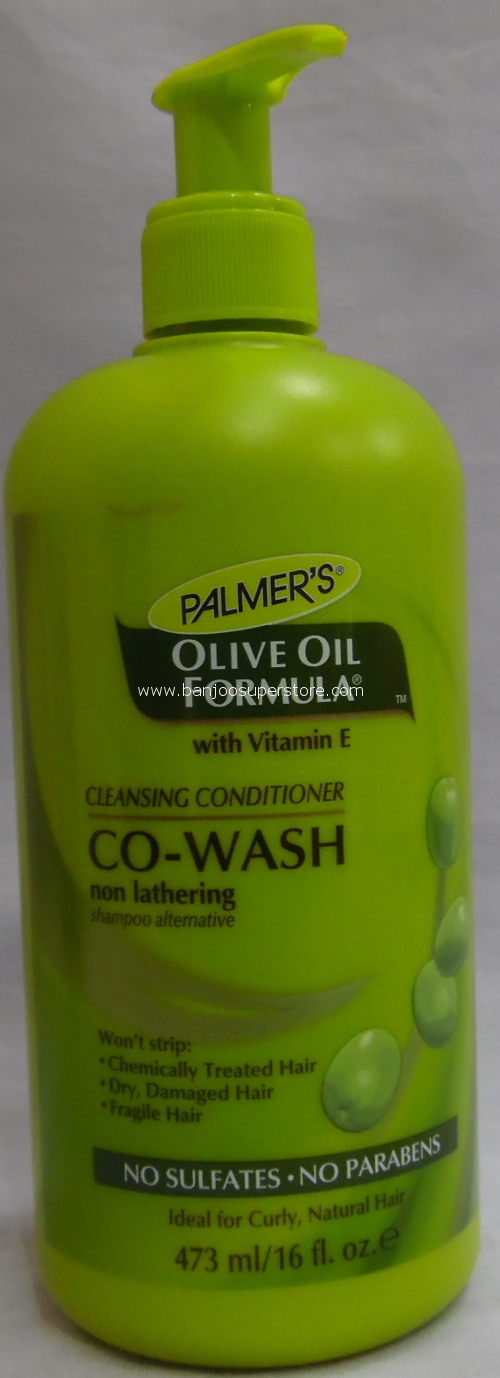 PALMER'S®
OLIVE OIL
FORMULA®
™
www.banjoosuperstore.com
with Vitamin E
CLEANSING CONDITIONER
CO-WASH
non lathering
shampoo alternative
Won't strip:
• Chemically Treated Hair
• Dry, Damaged Hair
• Fragile Hair
NO SULFATES • NO PARABENS
Ideal for Curly, Natural Hair
473 ml/16 fl. oz. ℮